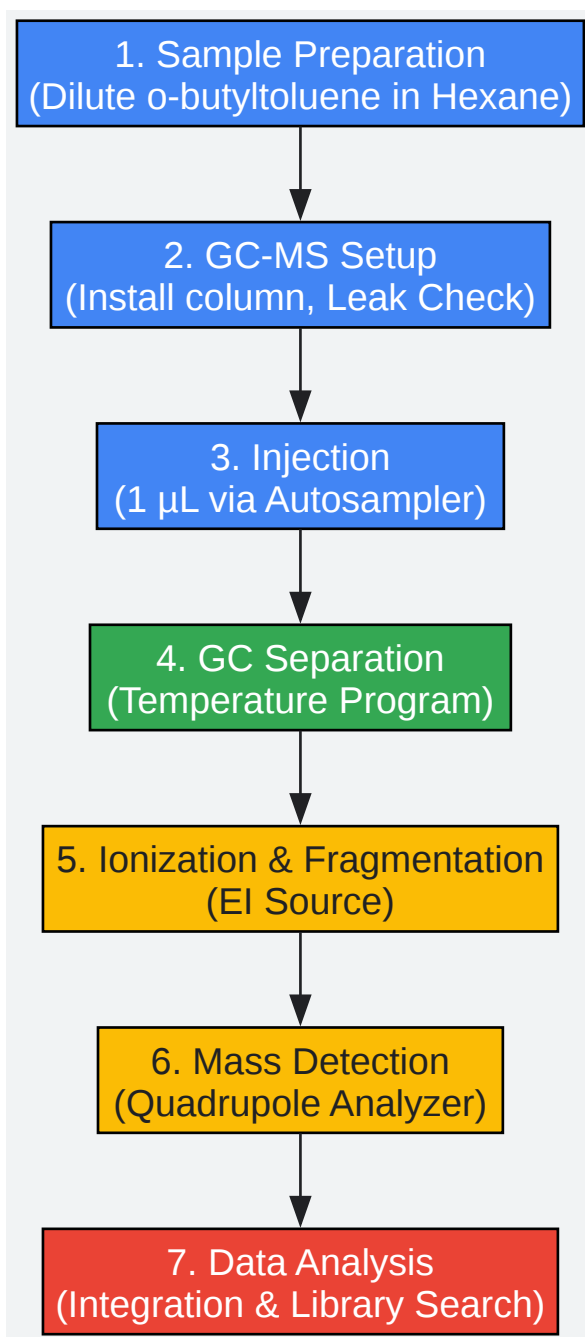 1. Sample Preparation
(Dilute o-butyltoluene in Hexane)
2. GC-MS Setup
(Install column, Leak Check)
3. Injection
(1 µL via Autosampler)
4. GC Separation
(Temperature Program)
5. Ionization & Fragmentation
(EI Source)
6. Mass Detection
(Quadrupole Analyzer)
7. Data Analysis
(Integration & Library Search)